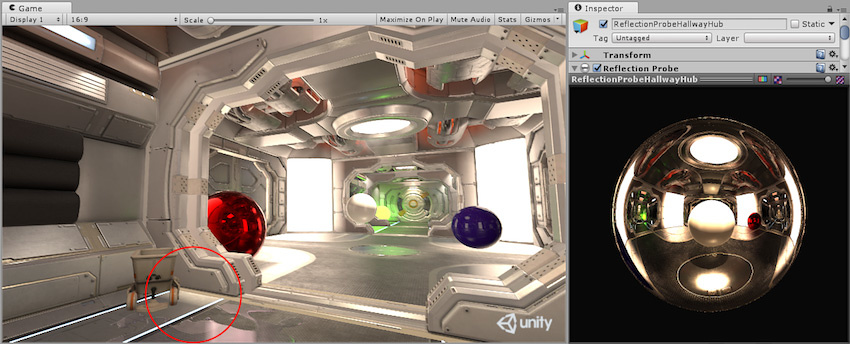 Game
Inspector
Display 1
16:9
Scale
1x
Maximize On Play
Mute Audio
Stats
Gizmos
ReflectionProbeHallwayHub
Static
Tag
Untagged
Layer
Transform
Reflection Probe
ReflectionProbeHallwayHub
unity